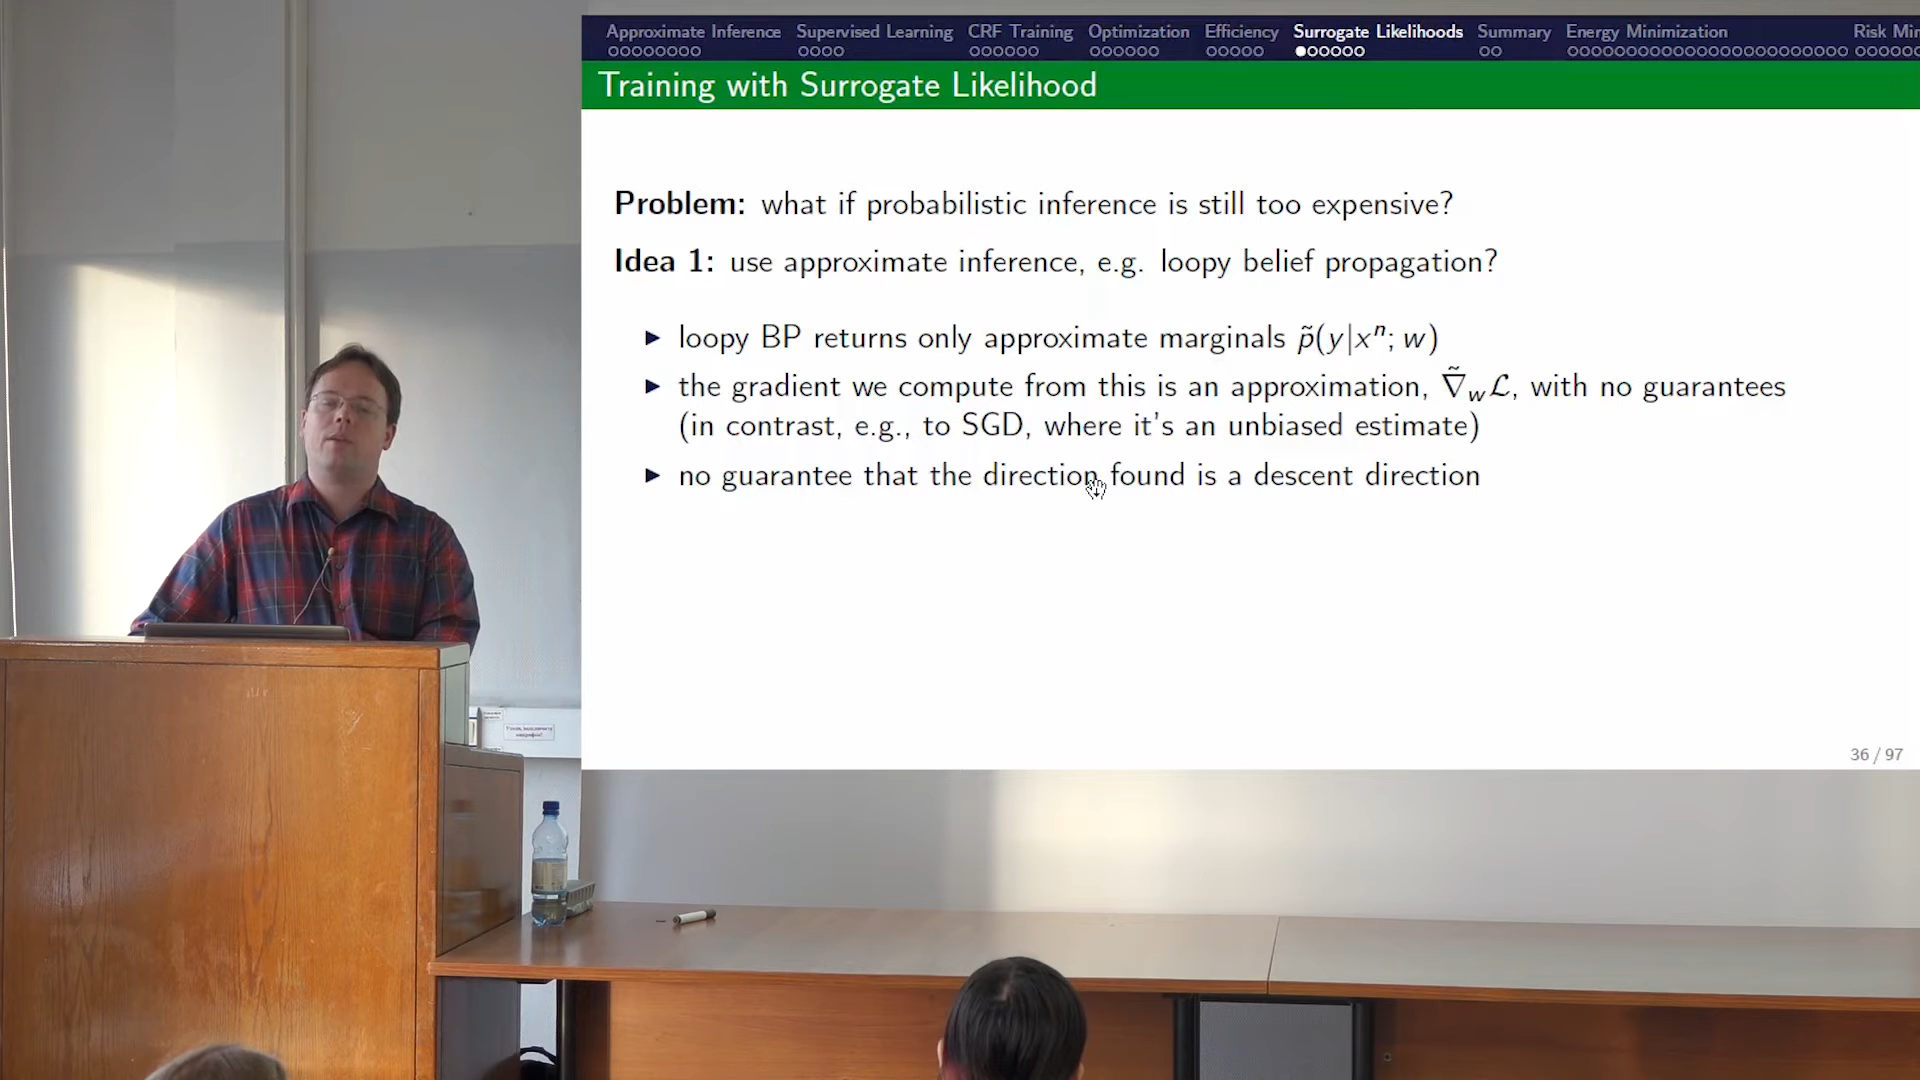 Approximate Inference Supervised Learning CRF Training Optimization Efficiency Surrogate Likelihoods Summary Energy Minimization Risk Min
Training with Surrogate Likelihood
Problem: what if probabilistic inference is still too expensive?
Idea 1: use approximate inference, e.g. loopy belief propagation?
▶ loopy BP returns only approximate marginals p̃(y|xⁿ; w)
▶ the gradient we compute from this is an approximation, ∇̃_w ℒ, with no guarantees
(in contrast, e.g., to SGD, where it's an unbiased estimate)
▶ no guarantee that the direction found is a descent direction
36 / 97